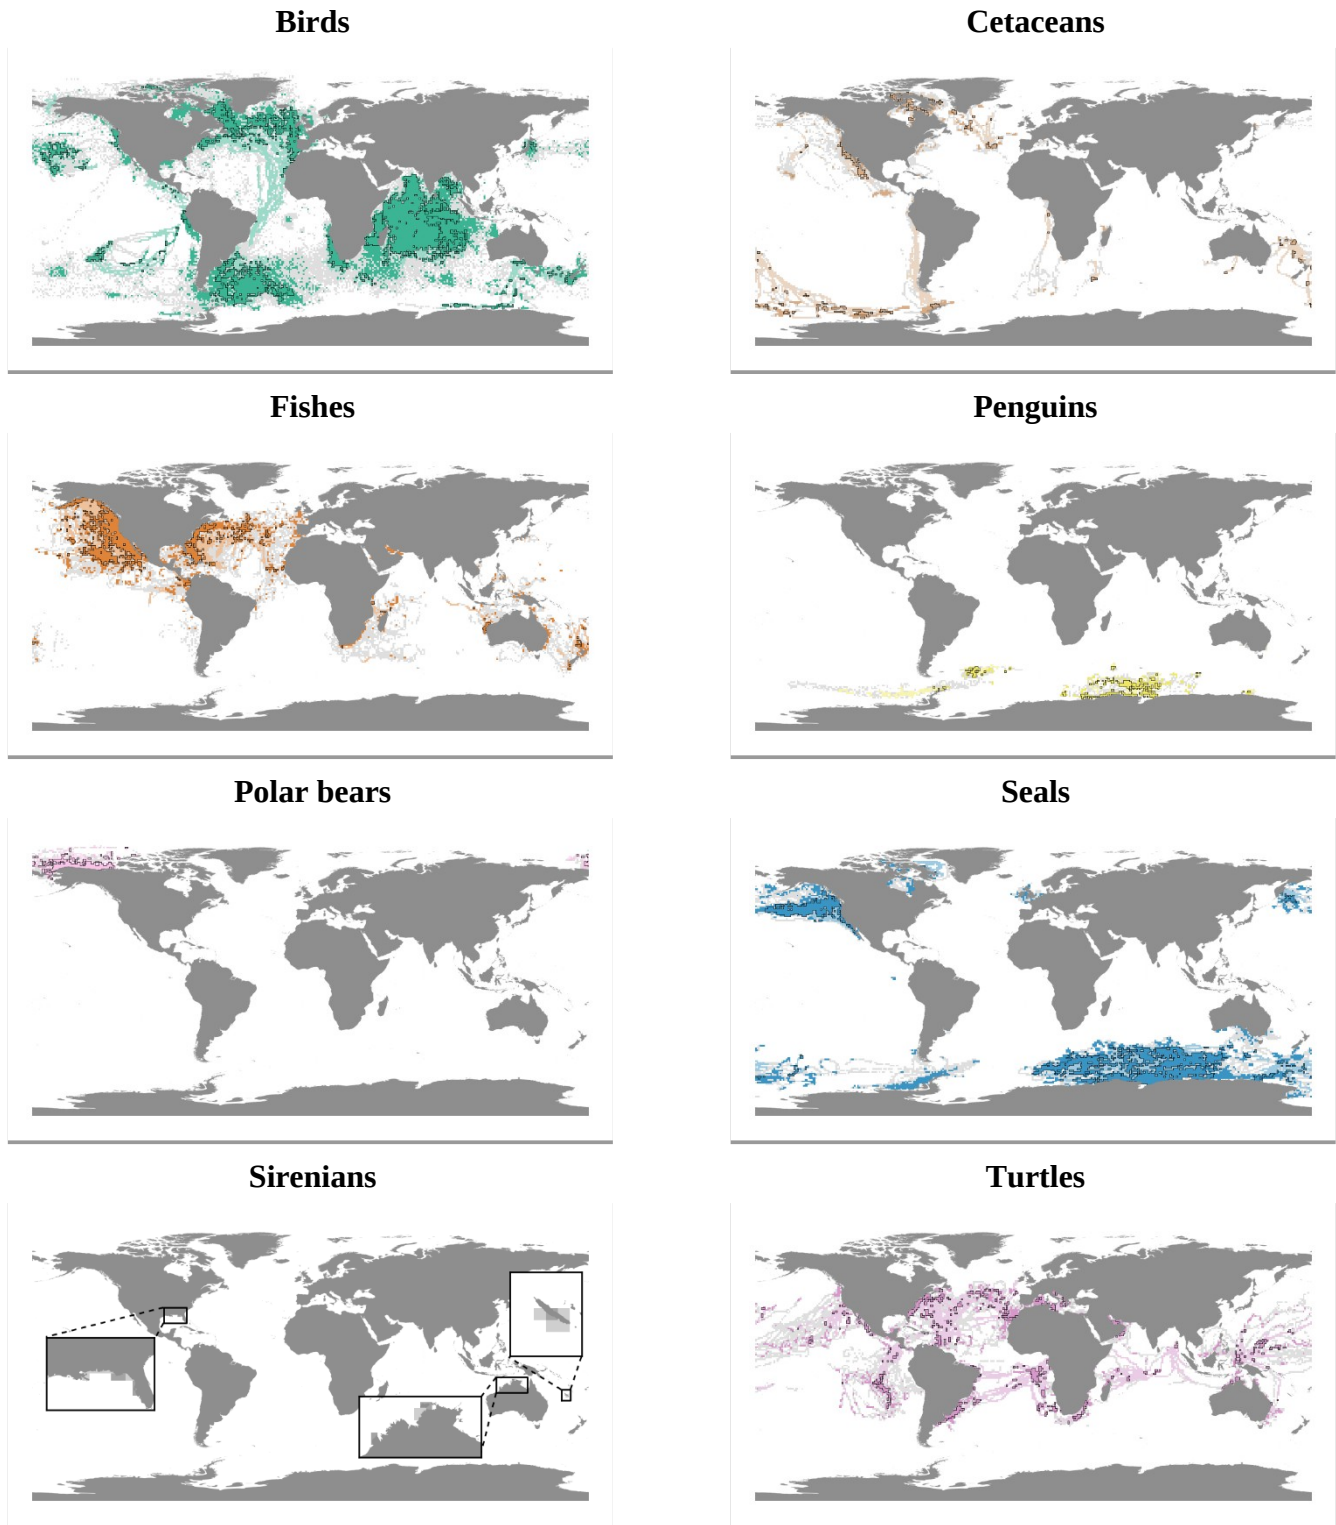 Birds
Cetaceans
Fishes
Penguins
Polar bears
Seals
Sirenians
Turtles